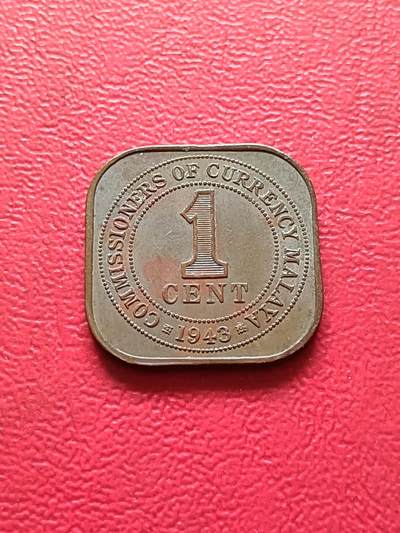 COMMISSIONERS OF CURRENCY MALAYA
1
CENT
1943